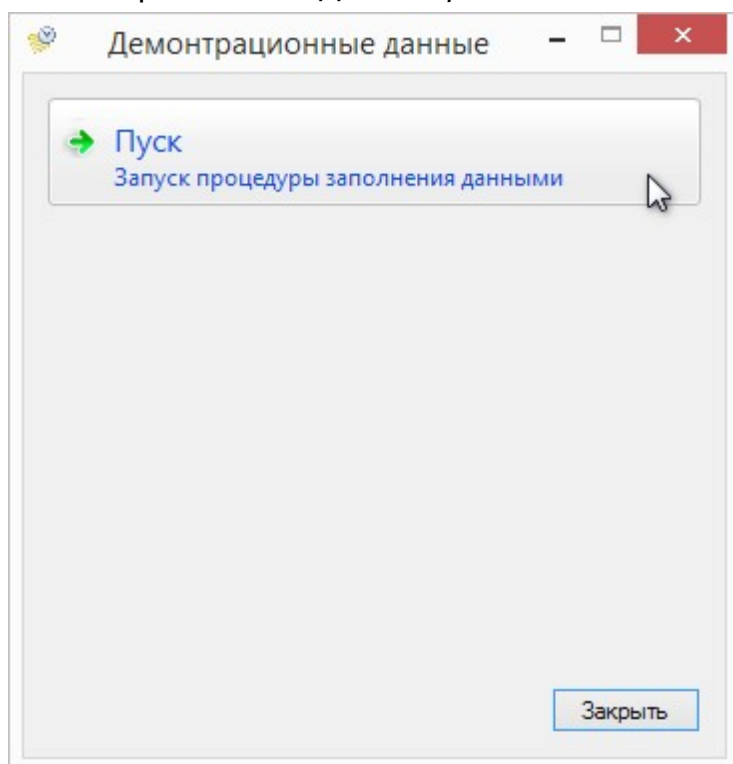 Демонтрационные данные
Пуск
Запуск процедуры заполнения данными
Закрыть